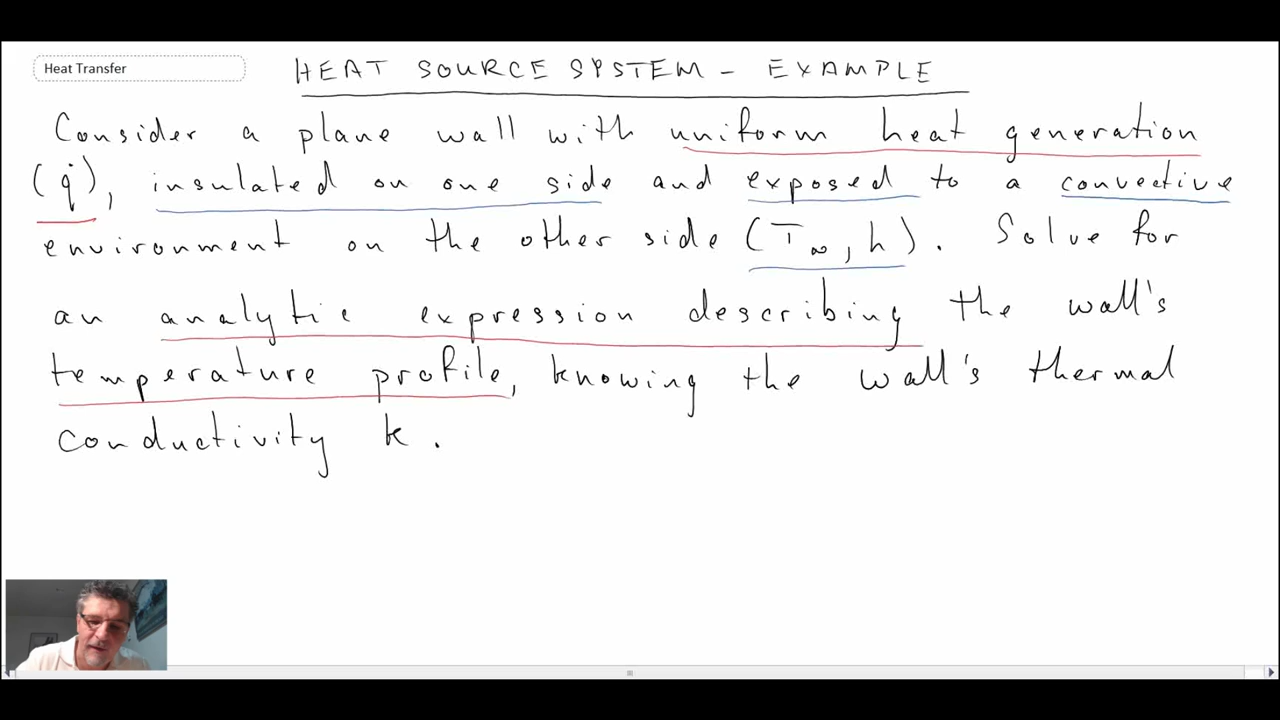 Heat Transfer
HEAT SOURCE SYSTEM - EXAMPLE
Consider a plane wall with uniform heat generation
(q̇), insulated on one side and exposed to a convective
environment on the other side (T∞, h). Solve for
an analytic expression describing the wall's
temperature profile, knowing the wall's thermal
conductivity k.